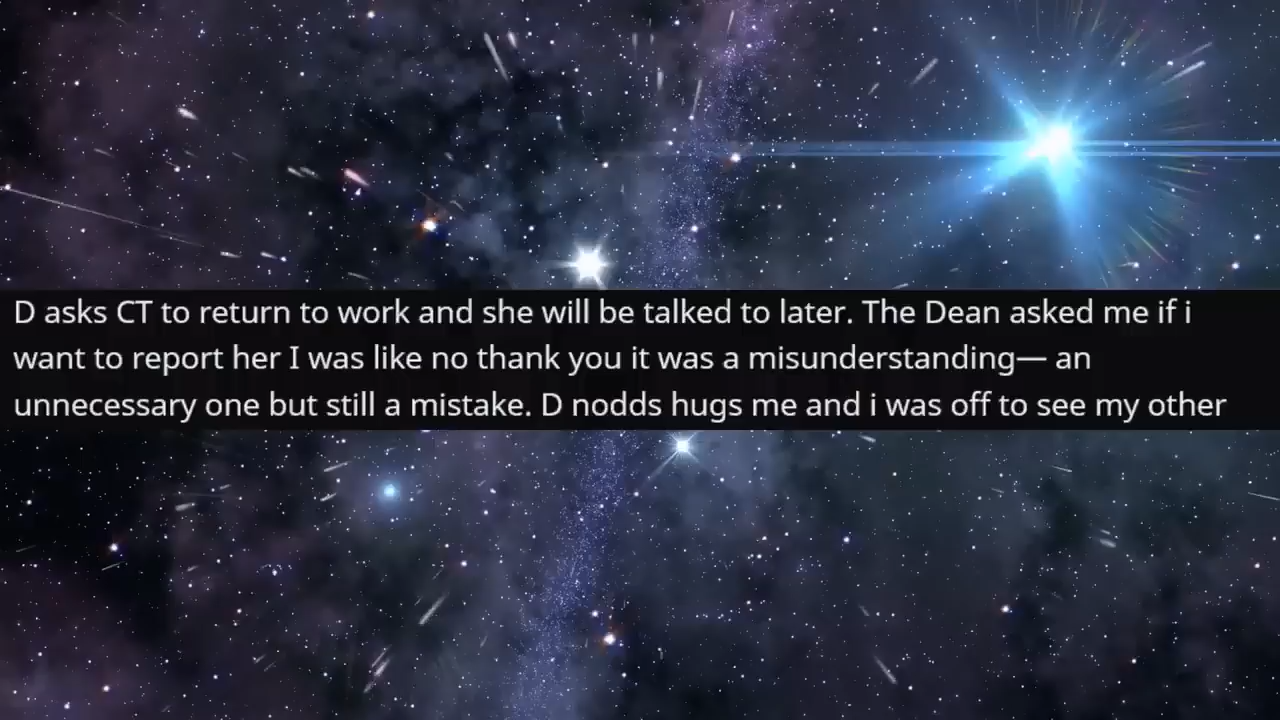 D asks CT to return to work and she will be talked to later. The Dean asked me if i
want to report her I was like no thank you it was a misunderstanding— an
unnecessary one but still a mistake. D nodds hugs me and i was off to see my other